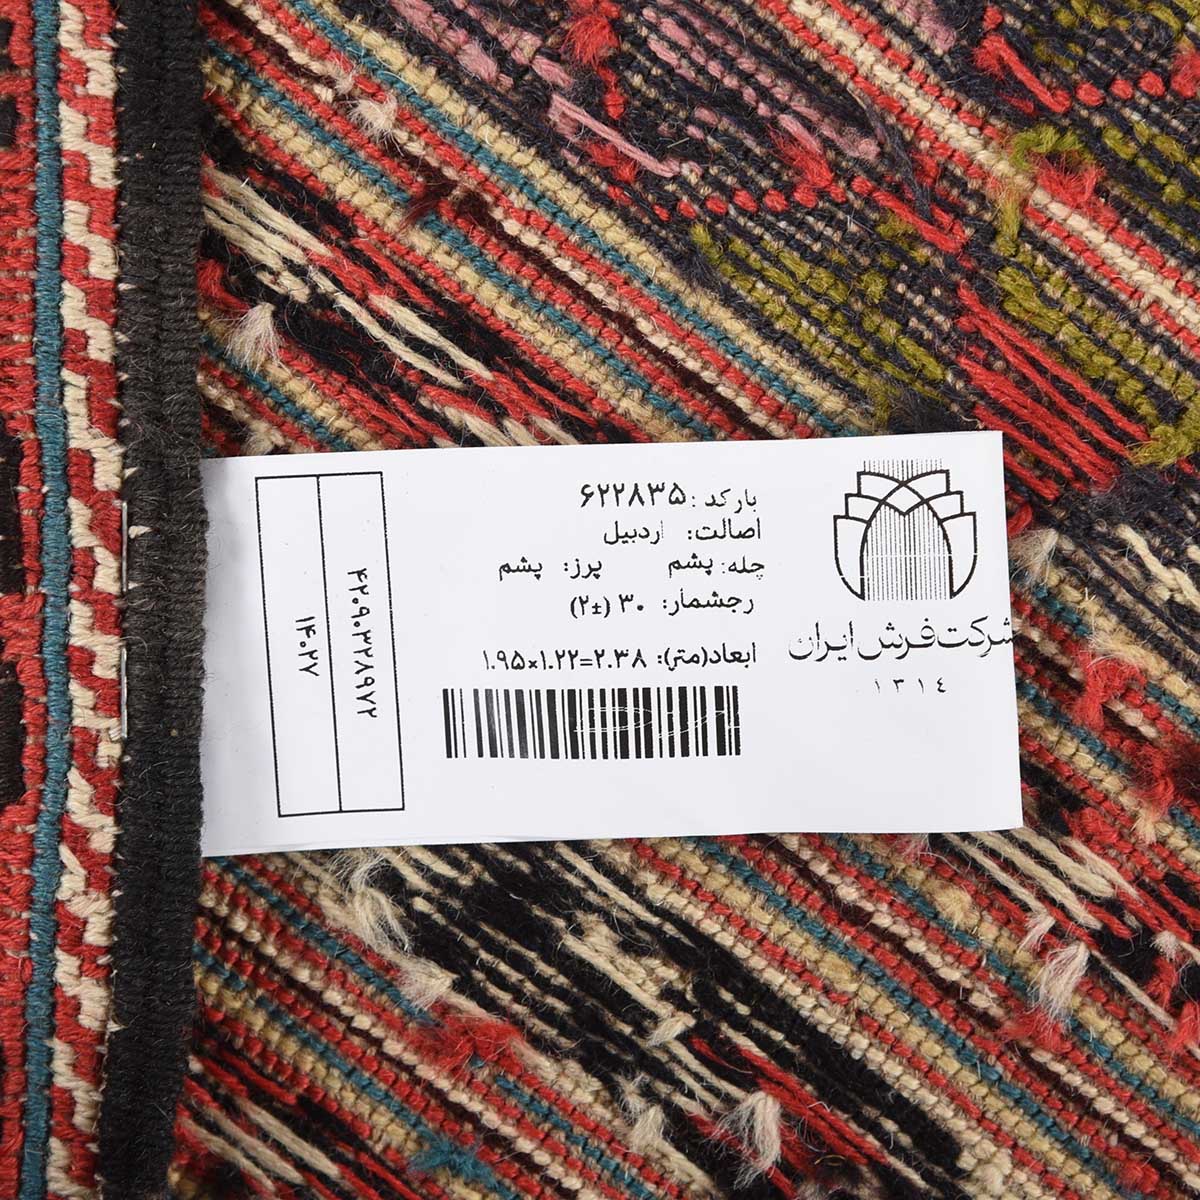 بارکد: ۶۲۲۸۳۵
اصالت: اردبیل
چله: پشم پرز: پشم
رجشمار: ۳۰ (±۲)
ابعاد(متر): ۱.۹۵×۱.۲۲=۲.۳۸
شرکت فرش ایران
۱۳۱٤
۴۲۰۹۰۳۲۸۹۷۲
۱۴۰۲۷